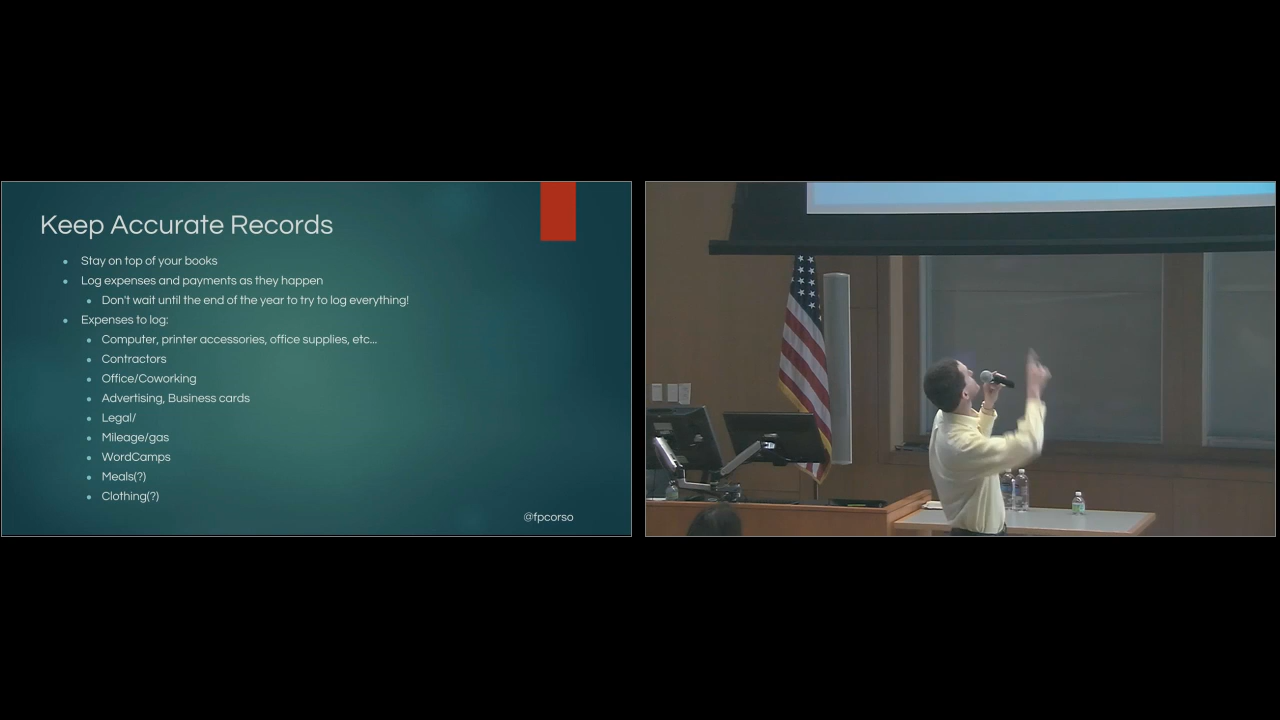 Keep Accurate Records
Stay on top of your books
Log expenses and payments as they happen
Don't wait until the end of the year to try to log everything!
Expenses to log:
Computer, printer accessories, office supplies, etc...
Contractors
Office/Coworking
Advertising, Business cards
Legal/
Mileage/gas
WordCamps
Meals(?)
Clothing(?)
@fpcorso